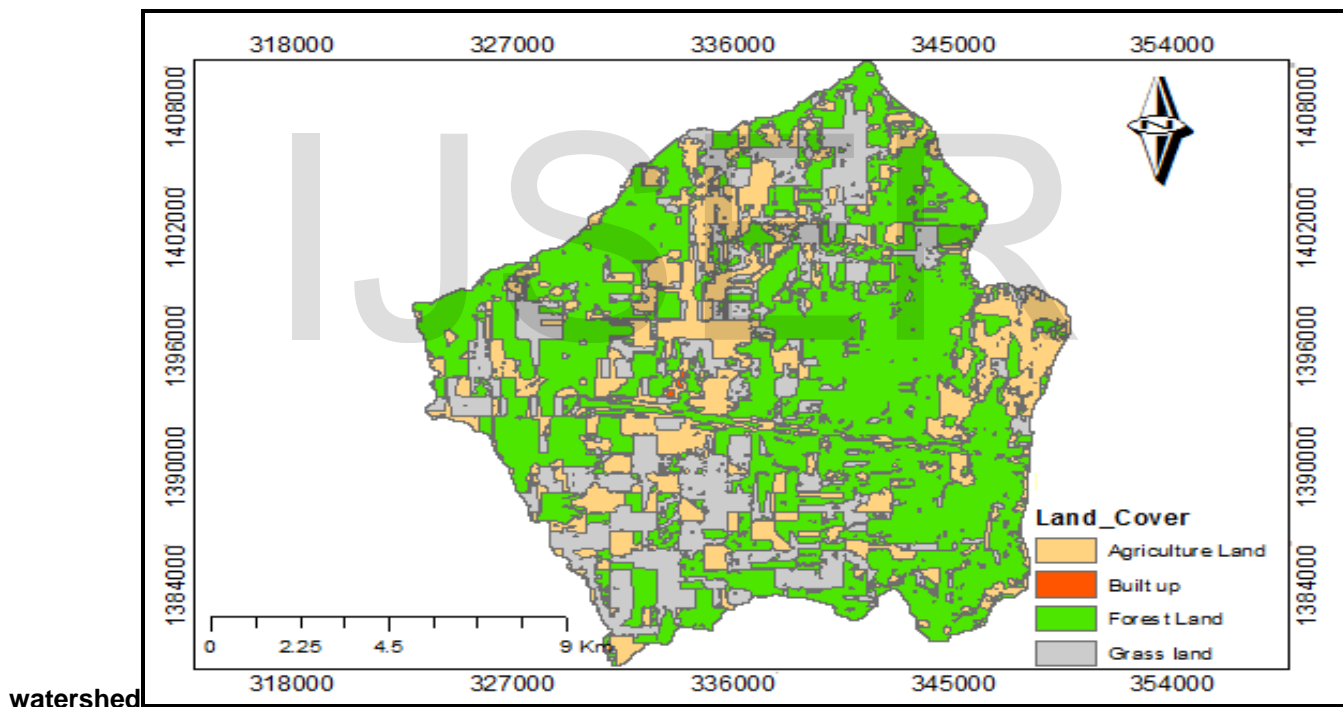 318000 327000 336000 345000 354000
1408000 1408000
N
1402000 1402000
IJSER
1396000 1396000
1390000 1390000
Land_Cover
Agriculture Land
1384000 1384000
Built up
Forest Land
0 2.25 4.5 9 Km
Grass land
318000 327000 336000 345000 354000
watershed